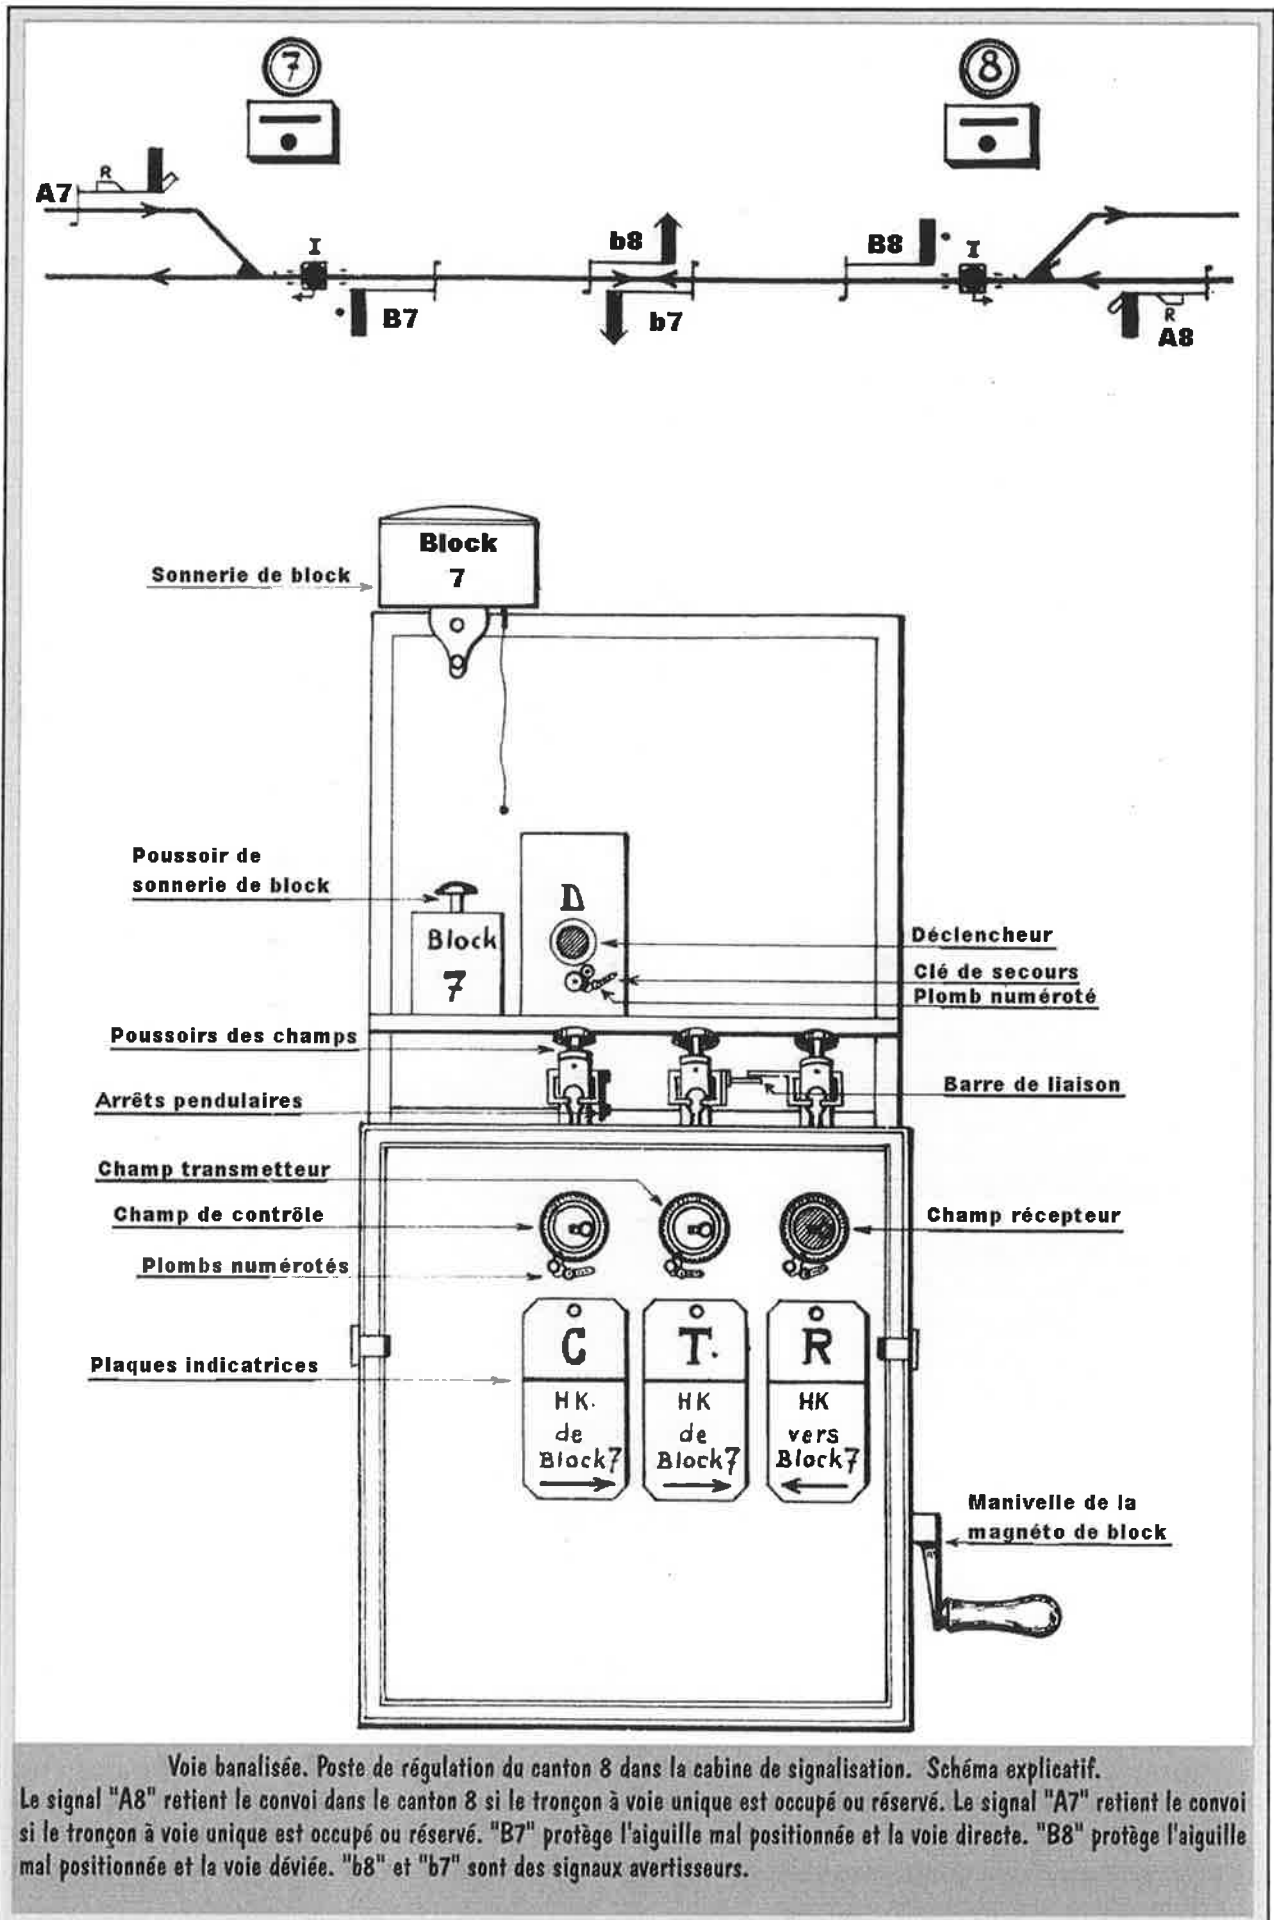 7
8
R
A7
I
b8
B8
I
B7
b7
R
A8
Block
7
Sonnerie de block
Poussoir de
sonnerie de block
D
Block
7
Déclencheur
Clé de secours
Plomb numéroté
Poussoirs des champs
Barre de liaison
Arrêts pendulaires
Champ transmetteur
Champ de contrôle
Champ récepteur
Plombs numérotés
C
T.
R
Plaques indicatrices
HK.
de
Block7
HK
de
Block7
HK
vers
Block7
Manivelle de la
magnéto de block
Voie banalisée. Poste de régulation du canton 8 dans la cabine de signalisation. Schéma explicatif.
Le signal "A8" retient le convoi dans le canton 8 si le tronçon à voie unique est occupé ou réservé. Le signal "A7" retient le convoi
si le tronçon à voie unique est occupé ou réservé. "B7" protège l'aiguille mal positionnée et la voie directe. "B8" protège l'aiguille
mal positionnée et la voie déviée. "b8" et "b7" sont des signaux avertisseurs.